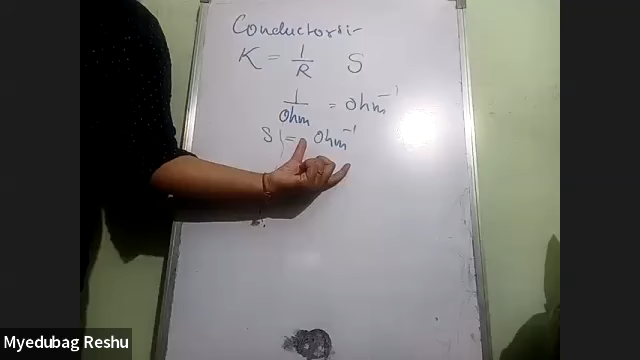 Conductors:-
K = 1/R S
1/Ohm = Ohm⁻¹
S = Ohm⁻¹
Myedubag Reshu